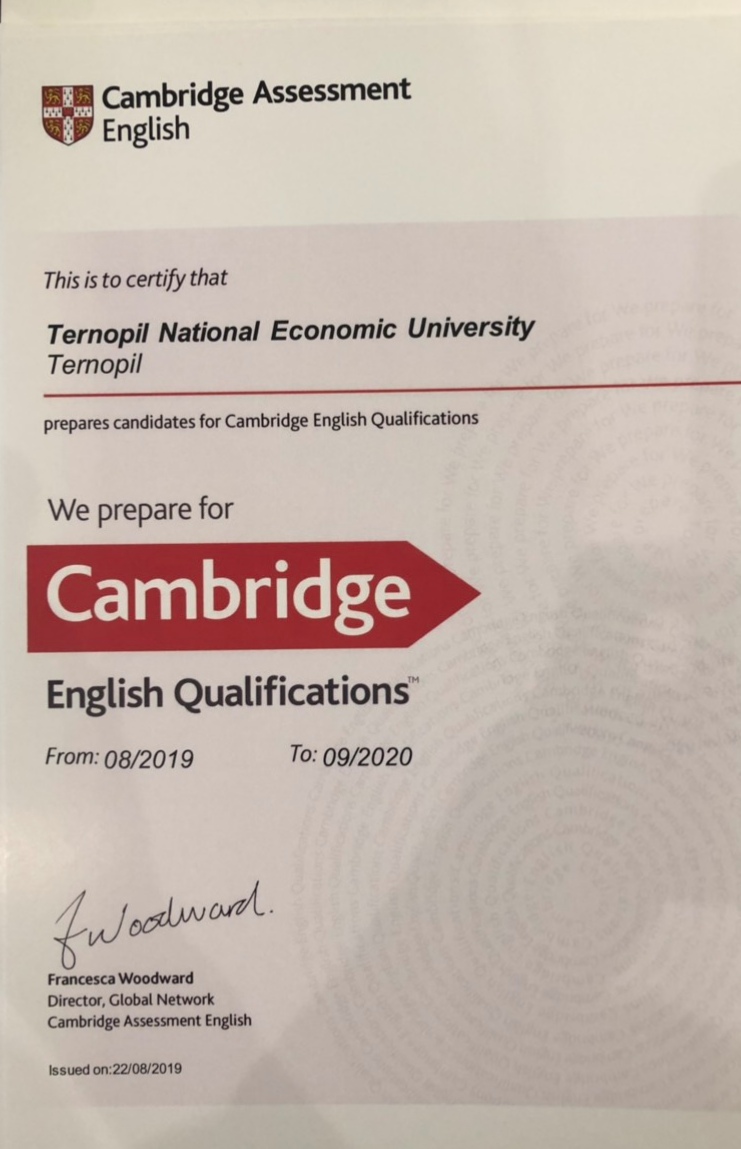 Cambridge Assessment
English
This is to certify that
Ternopil National Economic University
Ternopil
prepares candidates for Cambridge English Qualifications
We prepare for
Cambridge
English Qualifications™
From: 08/2019 To: 09/2020
FWoodward.
Francesca Woodward
Director, Global Network
Cambridge Assessment English
Issued on:22/08/2019